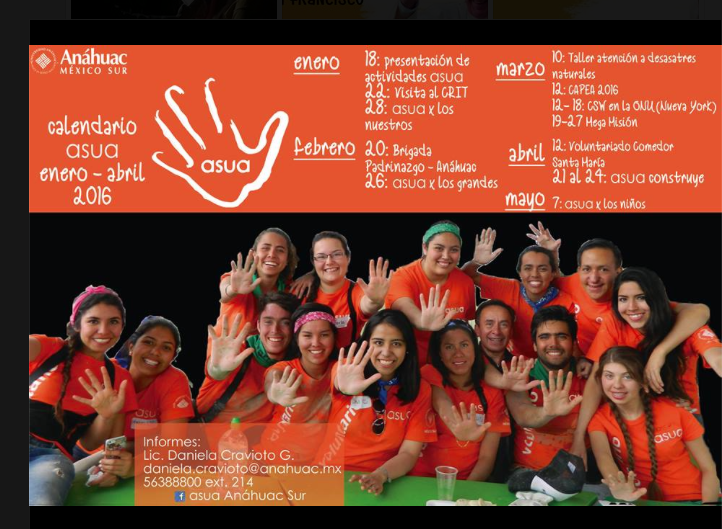 Anáhuac
MÉXICO SUR
calendario
asua
enero - abril
2016
asua
enero
18: presentación de
actividades asua
22: Visita al CRIT
28: asua x los
nuestros
febrero
20: Brigada
Padrinazgo - Anáhuac
26: asua x los grandes
marzo
10: Taller atención a desasatres
naturales
12: CAPEA 2016
12- 18: CSW en la ONU(Nueva York)
19-27 Mega Misión
abril
12: Voluntariado Comedor
Santa María
21 al 24: asua construye
mayo
7: asua x los niños
Informes:
Lic. Daniela Cravioto G.
daniela.cravioto@anahuac.mx
56388800 ext. 214
asua Anáhuac Sur
asua
asua